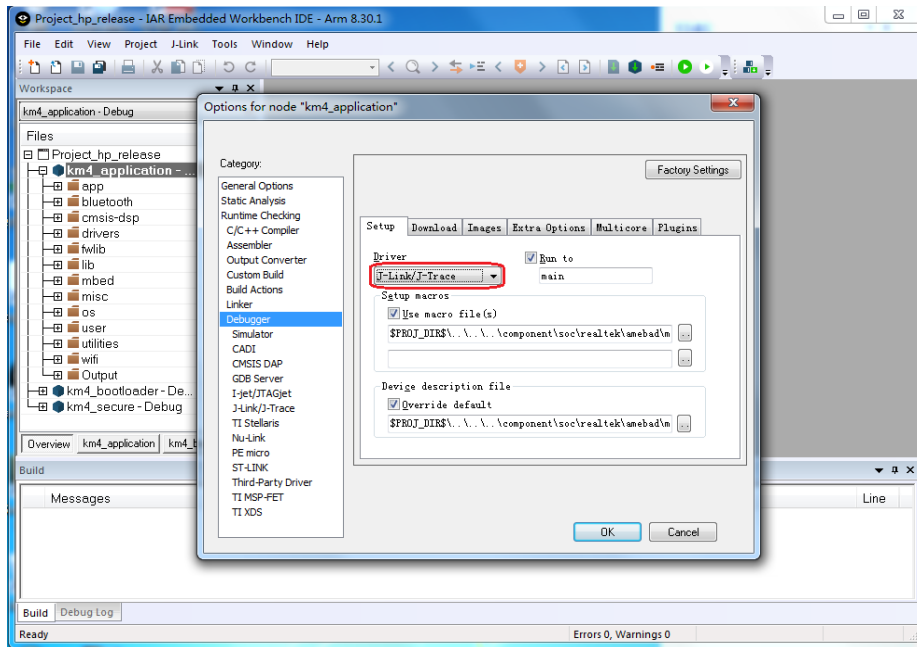 Project_hp_release - IAR Embedded Workbench IDE - Arm 8.30.1
File Edit View Project J-Link Tools Window Help
Workspace
km4_application - Debug
Files
Project_hp_release
km4_application - ...
app
bluetooth
cmsis-dsp
drivers
fwlib
lib
mbed
misc
os
user
utilities
wifi
Output
km4_bootloader - De...
km4_secure - Debug
Overview km4_application km4_b
Options for node "km4_application"
Category:
General Options
Static Analysis
Runtime Checking
C/C++ Compiler
Assembler
Output Converter
Custom Build
Build Actions
Linker
Debugger
Simulator
CADI
CMSIS DAP
GDB Server
I-jet/JTAGjet
J-Link/J-Trace
TI Stellaris
Nu-Link
PE micro
ST-LINK
Third-Party Driver
TI MSP-FET
TI XDS
Factory Settings
Setup Download Images Extra Options Multicore Plugins
Driver
J-Link/J-Trace
Run to
main
Setup macros
Use macro file(s)
$PROJ_DIR$\..\..\..\component\soc\realtek\amebad\m
..
..
Device description file
Override default
$PROJ_DIR$\..\..\..\component\soc\realtek\amebad\m
..
OK Cancel
Build
Messages Line
Build Debug Log
Ready Errors 0, Warnings 0